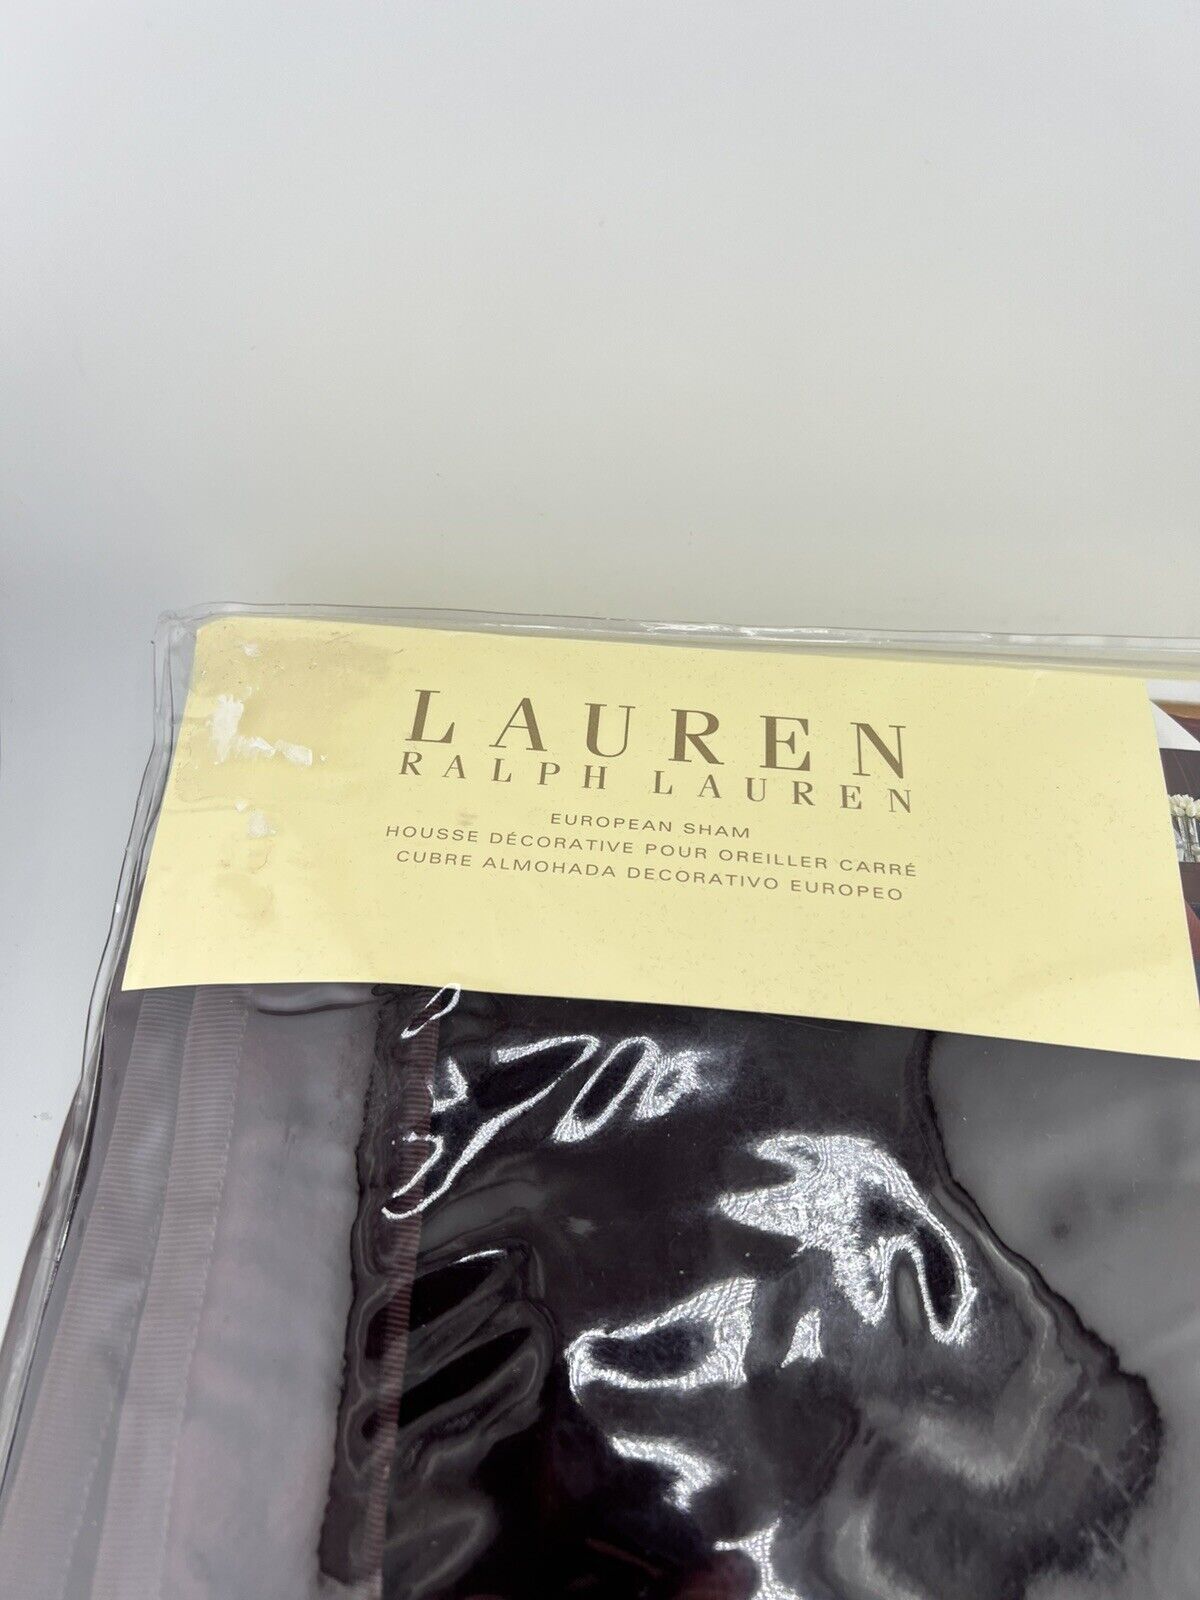 LAUREN
RALPH LAUREN
EUROPEAN SHAM
HOUSSE DÉCORATIVE POUR OREILLER CARRÉ
CUBRE ALMOHADA DECORATIVO EUROPEO